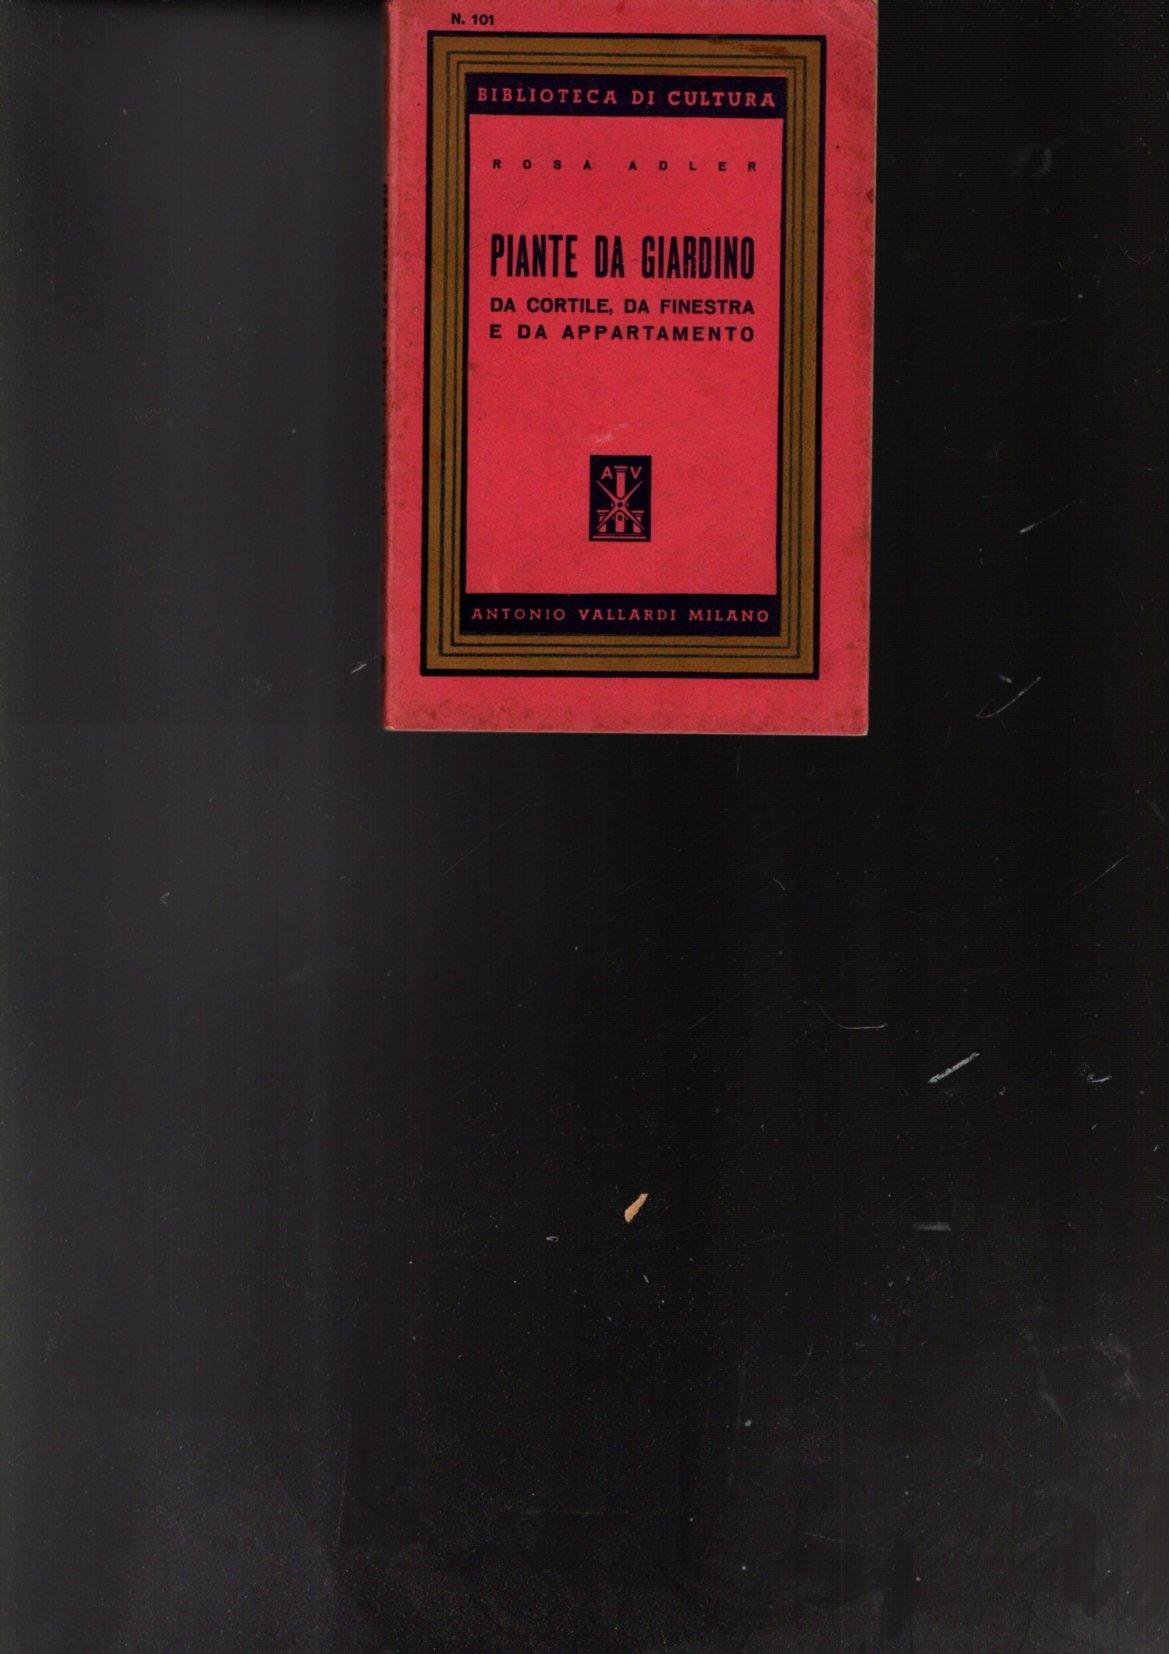 N. 101
BIBLIOTECA DI CULTURA
ROSA ADLER
PIANTE DA GIARDINO
DA CORTILE, DA FINESTRA
E DA APPARTAMENTO
A V
ANTONIO VALLARDI MILANO